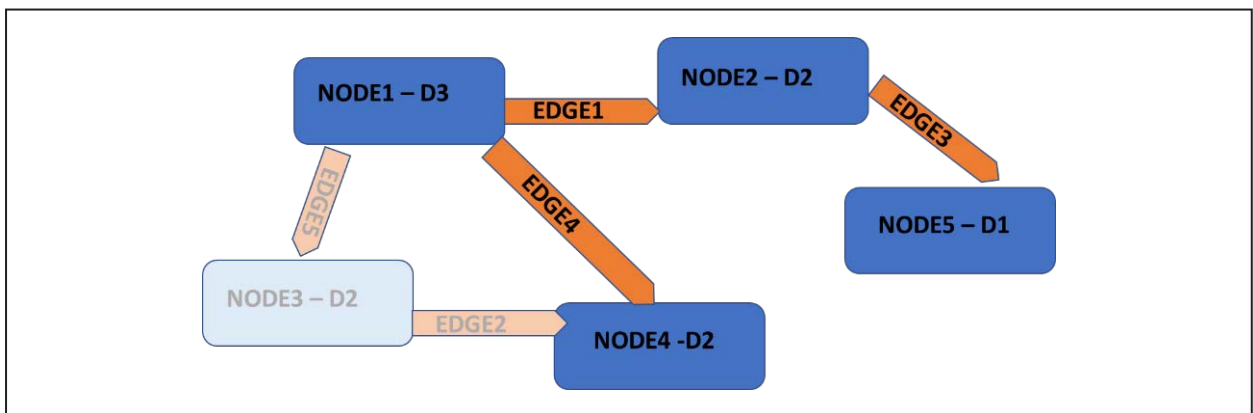 NODE1 – D3
EDGE1
NODE2 – D2
EDGE3
EDGE5
EDGE4
NODE5 – D1
NODE3 – D2
EDGE2
NODE4 -D2